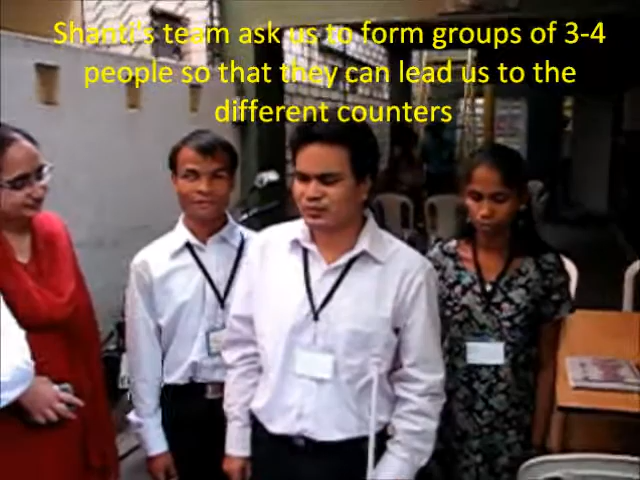 Shanti's team ask us to form groups of 3-4
people so that they can lead us to the
different counters